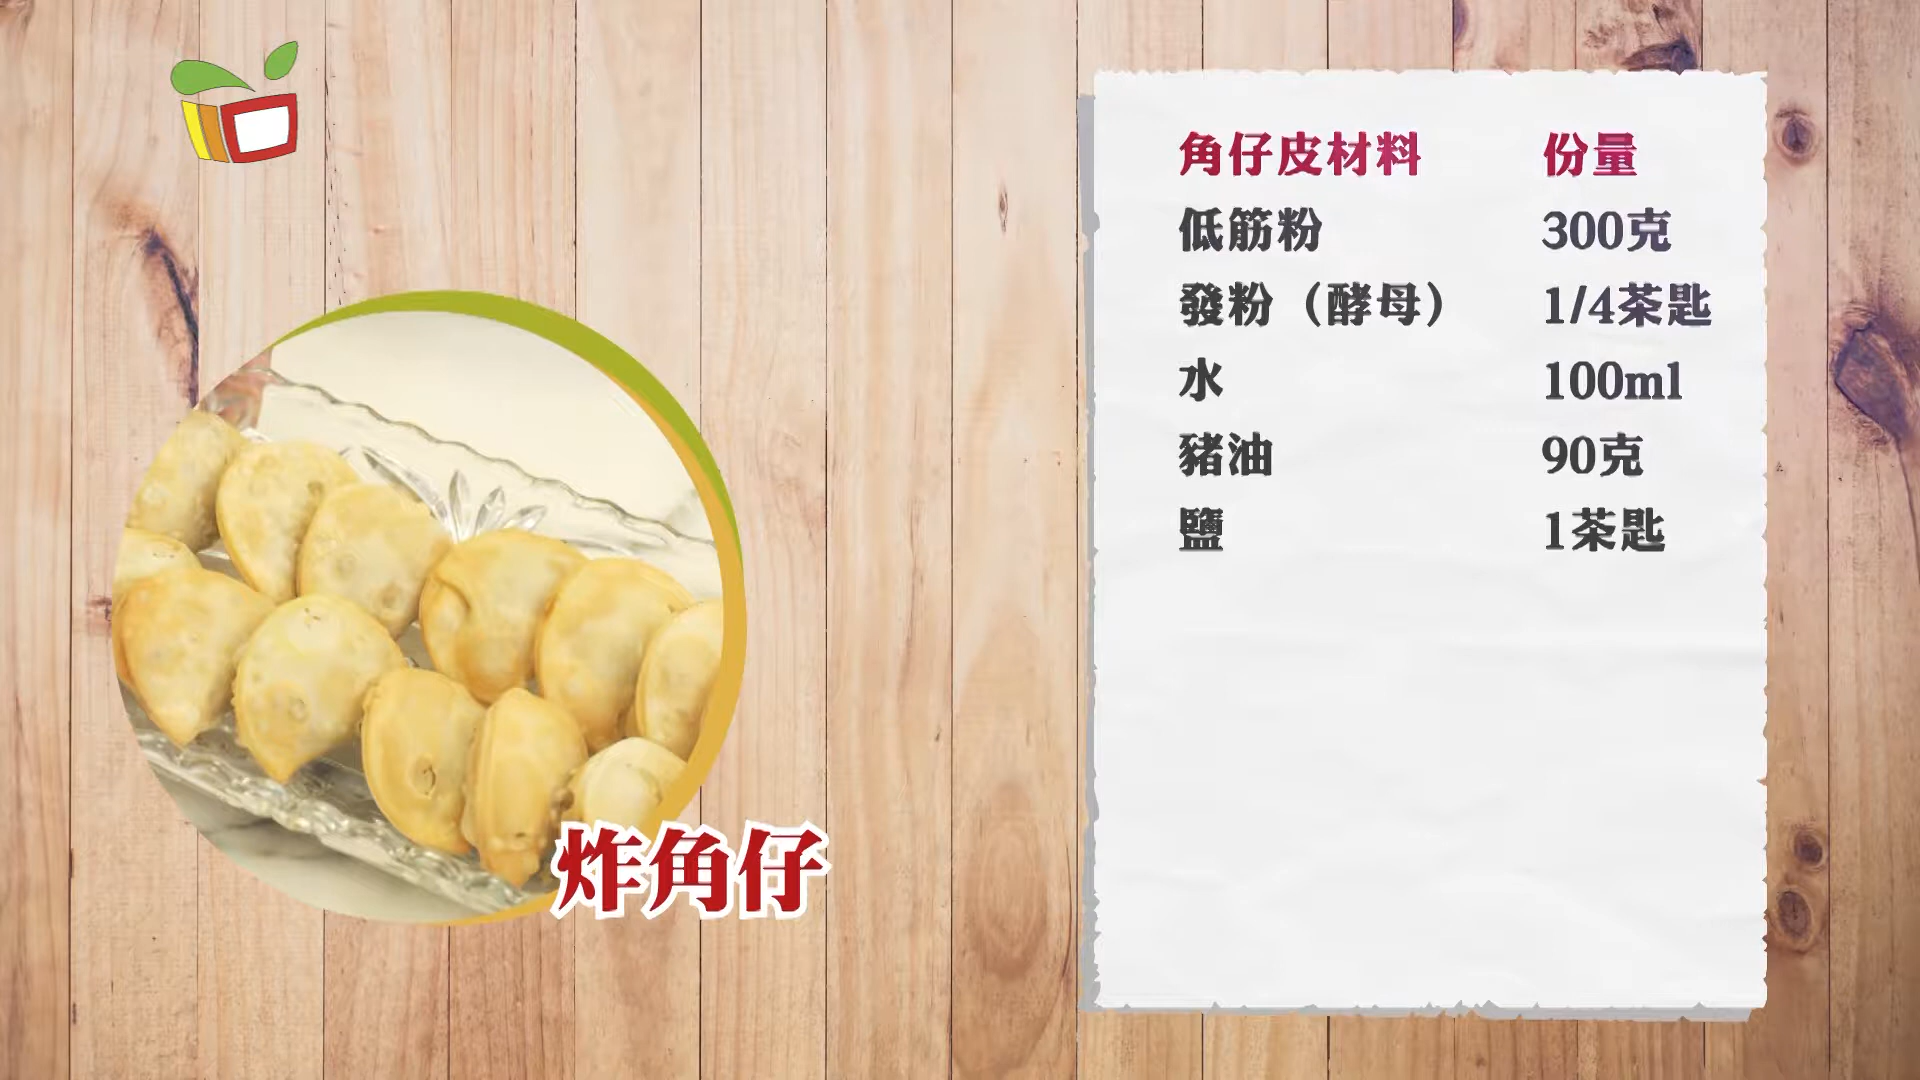 角仔皮材料 份量
低筋粉 300克
發粉（酵母） 1/4茶匙
水 100ml
豬油 90克
鹽 1茶匙
炸角仔